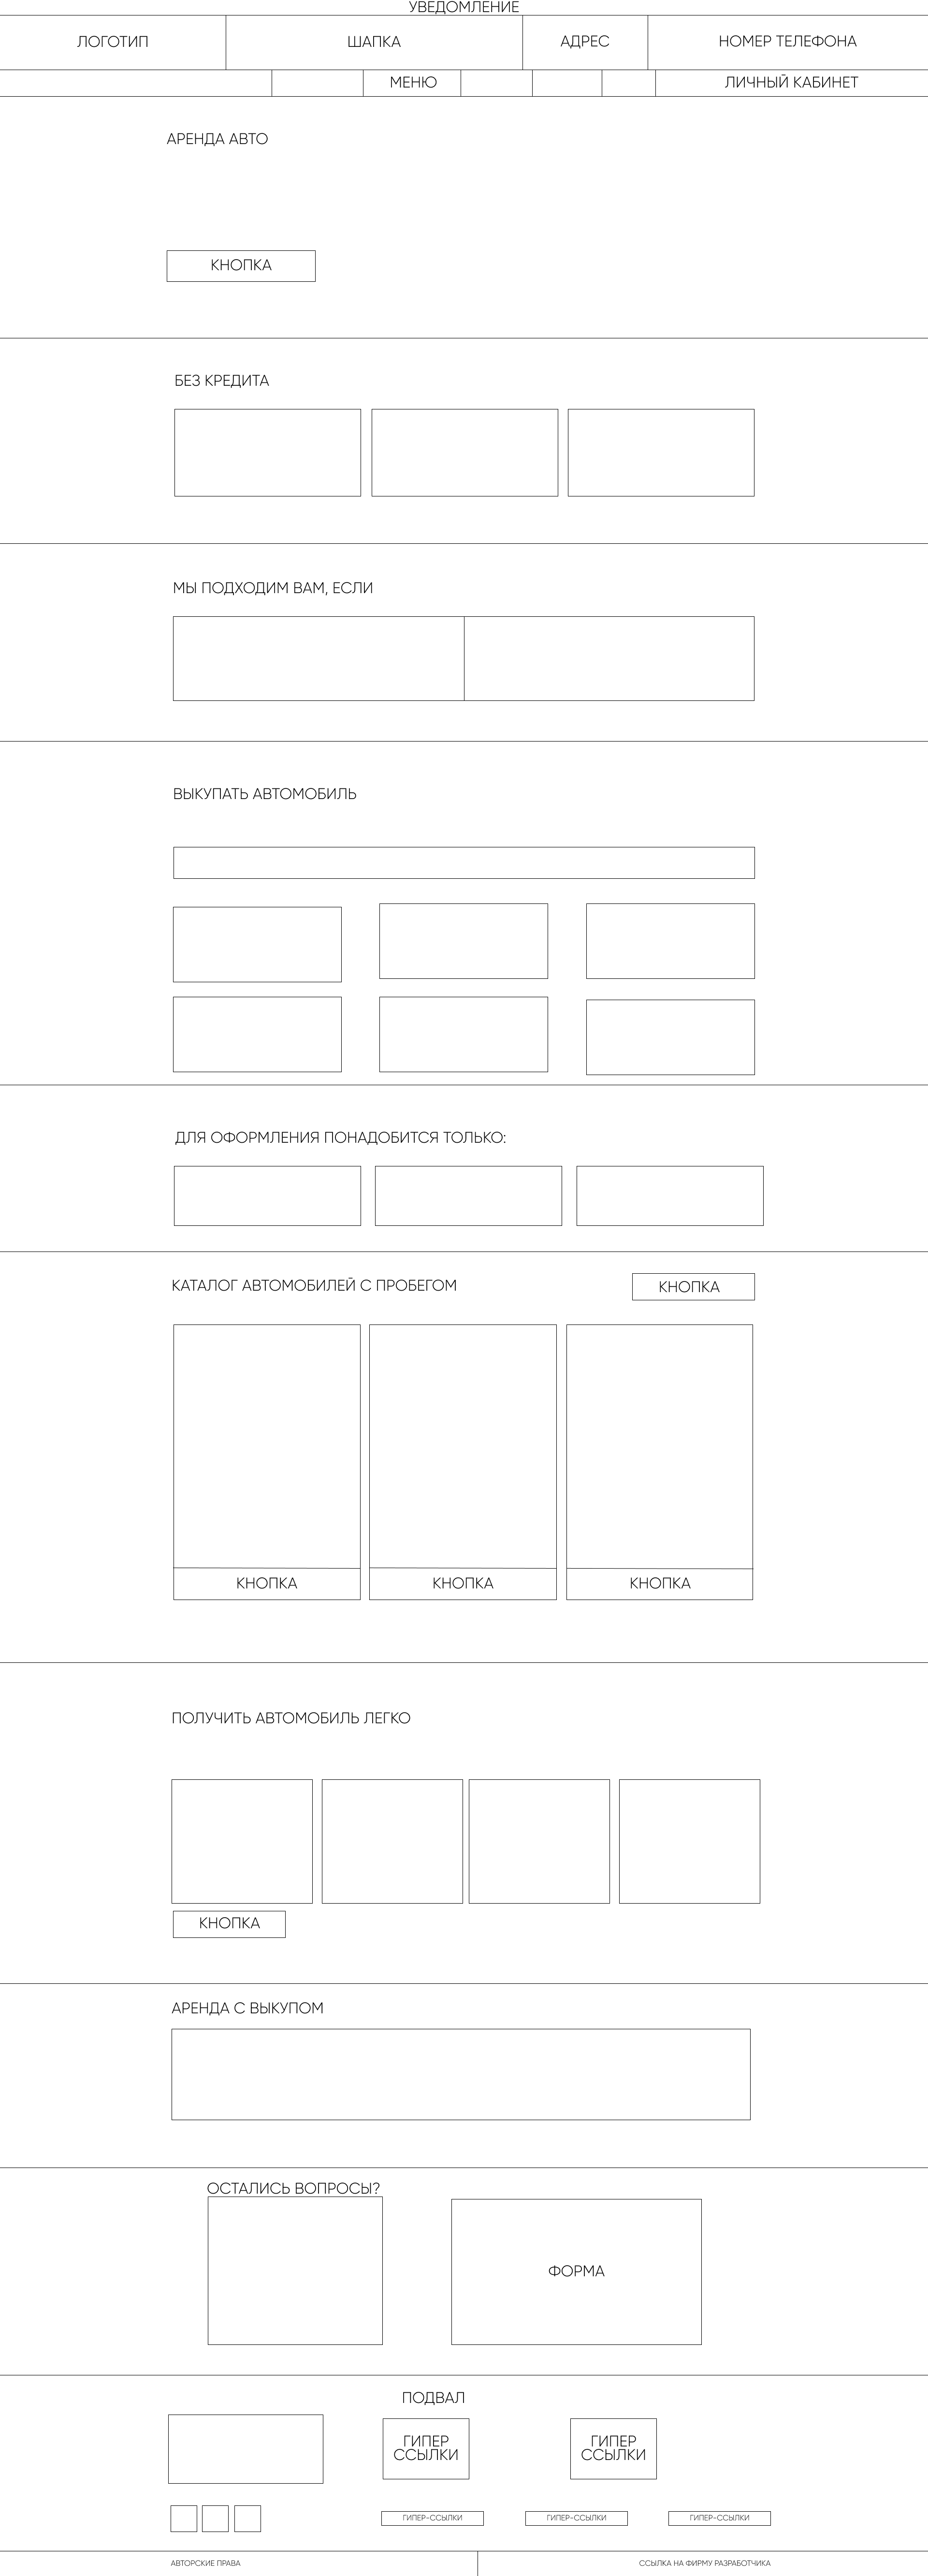 УВЕДОМЛЕНИЕ
ЛОГОТИП
ШАПКА
АДРЕС
НОМЕР ТЕЛЕФОНА
МЕНЮ
ЛИЧНЫЙ КАБИНЕТ
АРЕНДА АВТО
КНОПКА
БЕЗ КРЕДИТА
МЫ ПОДХОДИМ ВАМ, ЕСЛИ
ВЫКУПАТЬ АВТОМОБИЛЬ
ДЛЯ ОФОРМЛЕНИЯ ПОНАДОБИТСЯ ТОЛЬКО:
КАТАЛОГ АВТОМОБИЛЕЙ С ПРОБЕГОМ
КНОПКА
КНОПКА
КНОПКА
КНОПКА
ПОЛУЧИТЬ АВТОМОБИЛЬ ЛЕГКО
КНОПКА
АРЕНДА С ВЫКУПОМ
ОСТАЛИСЬ ВОПРОСЫ?
ФОРМА
ПОДВАЛ
ГИПЕР
ССЫЛКИ
ГИПЕР
ССЫЛКИ
ГИПЕР-ССЫЛКИ
ГИПЕР-ССЫЛКИ
ГИПЕР-ССЫЛКИ
АВТОРСКИЕ ПРАВА
ССЫЛКА НА ФИРМУ РАЗРАБОТЧИКА